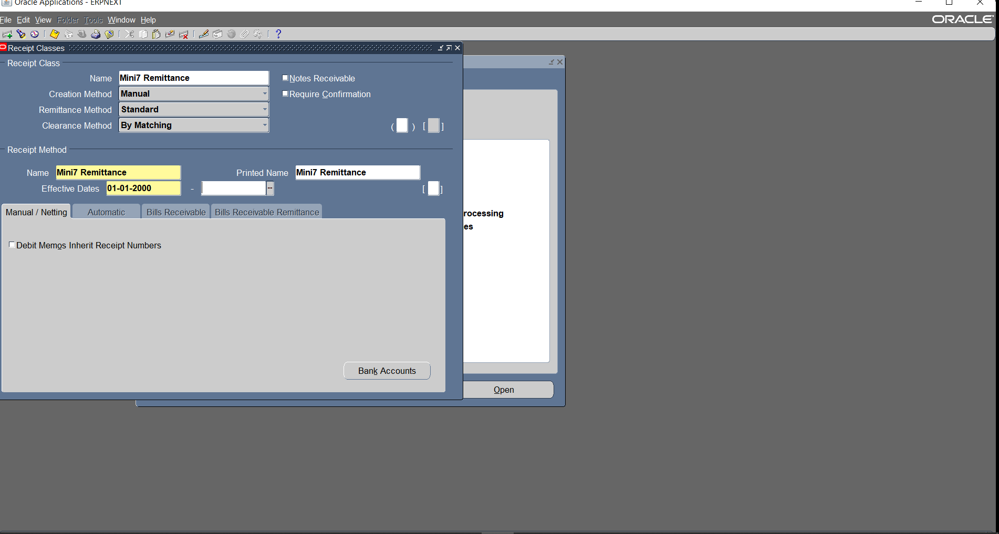 Oracle Applications - ERPNEXT
File Edit View Folder Tools Window Help
ORACLE
Receipt Classes
Receipt Class
Name Mini7 Remittance Notes Receivable
Creation Method Manual Require Confirmation
Remittance Method Standard
Clearance Method By Matching ( ) [ ]
Receipt Method
Name Mini7 Remittance Printed Name Mini7 Remittance
Effective Dates 01-01-2000 - ... [ ]
Manual / Netting Automatic Bills Receivable Bills Receivable Remittance
rocessing
es
Debit Memos Inherit Receipt Numbers
Bank Accounts
Open